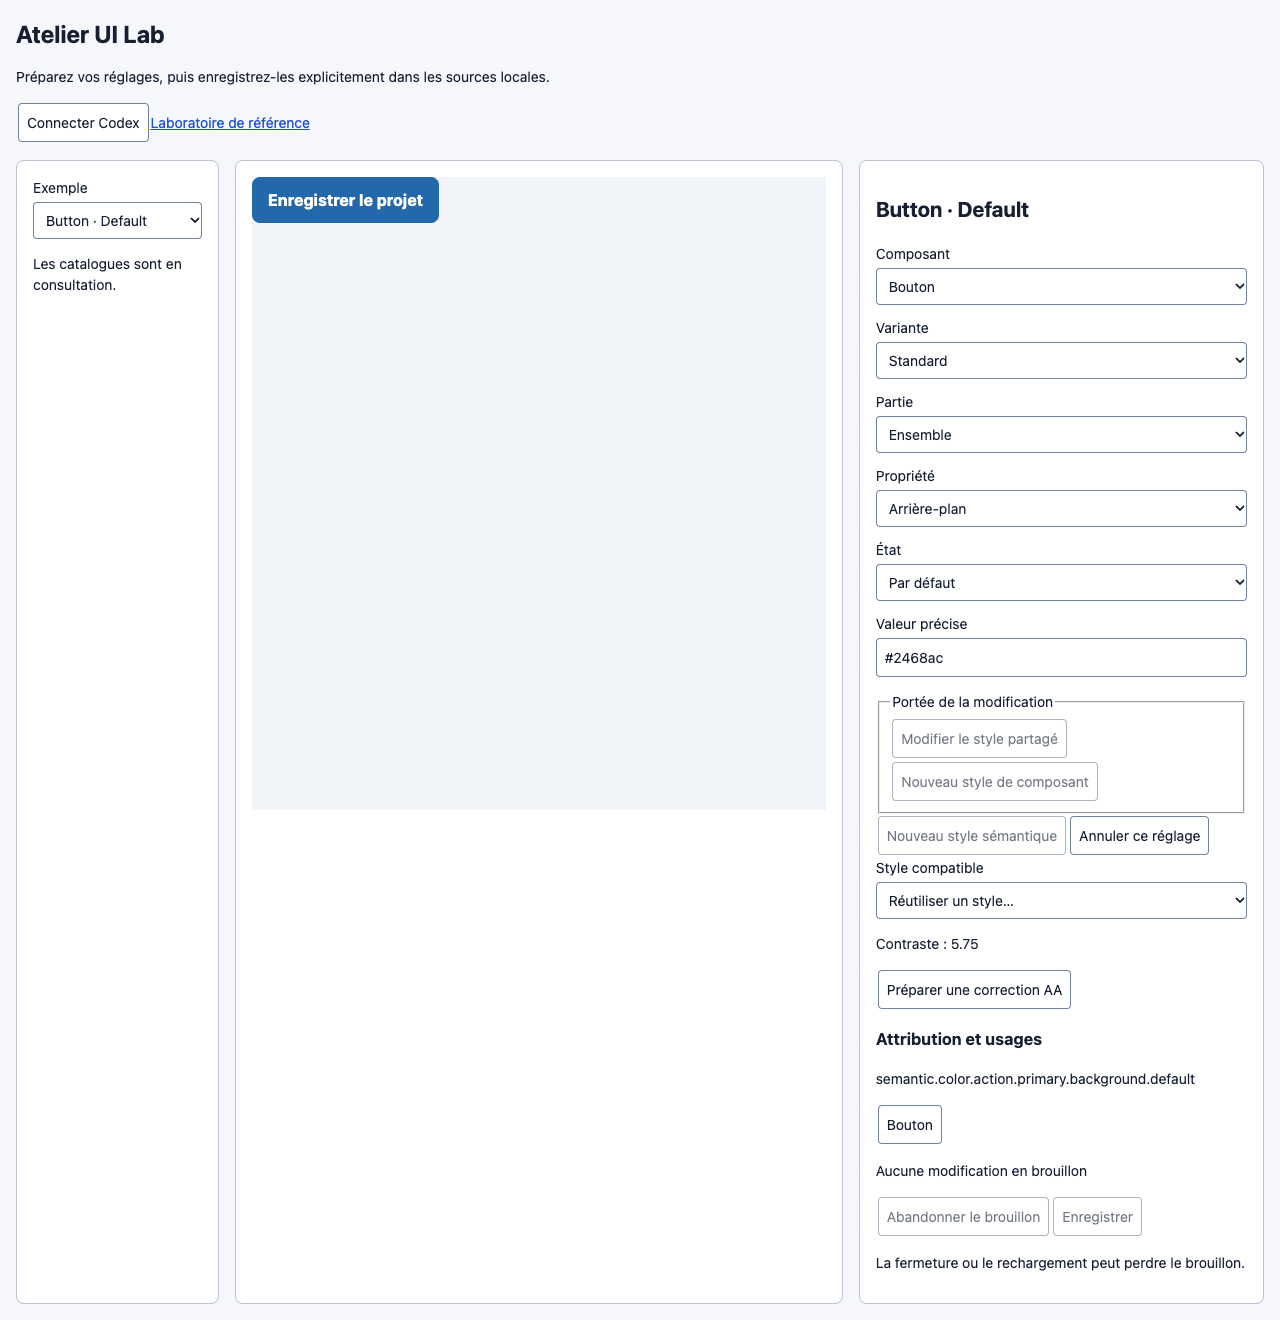 Atelier UI Lab
Préparez vos réglages, puis enregistrez-les explicitement dans les sources locales.
Connecter Codex
Laboratoire de référence
Exemple
Button · Default
Les catalogues sont en
consultation.
Enregistrer le projet
Button · Default
Composant
Bouton
Variante
Standard
Partie
Ensemble
Propriété
Arrière-plan
État
Par défaut
Valeur précise
#2468ac
Portée de la modification
Modifier le style partagé
Nouveau style de composant
Nouveau style sémantique
Annuler ce réglage
Style compatible
Réutiliser un style...
Contraste : 5.75
Préparer une correction AA
Attribution et usages
semantic.color.action.primary.background.default
Bouton
Aucune modification en brouillon
Abandonner le brouillon
Enregistrer
La fermeture ou le rechargement peut perdre le brouillon.